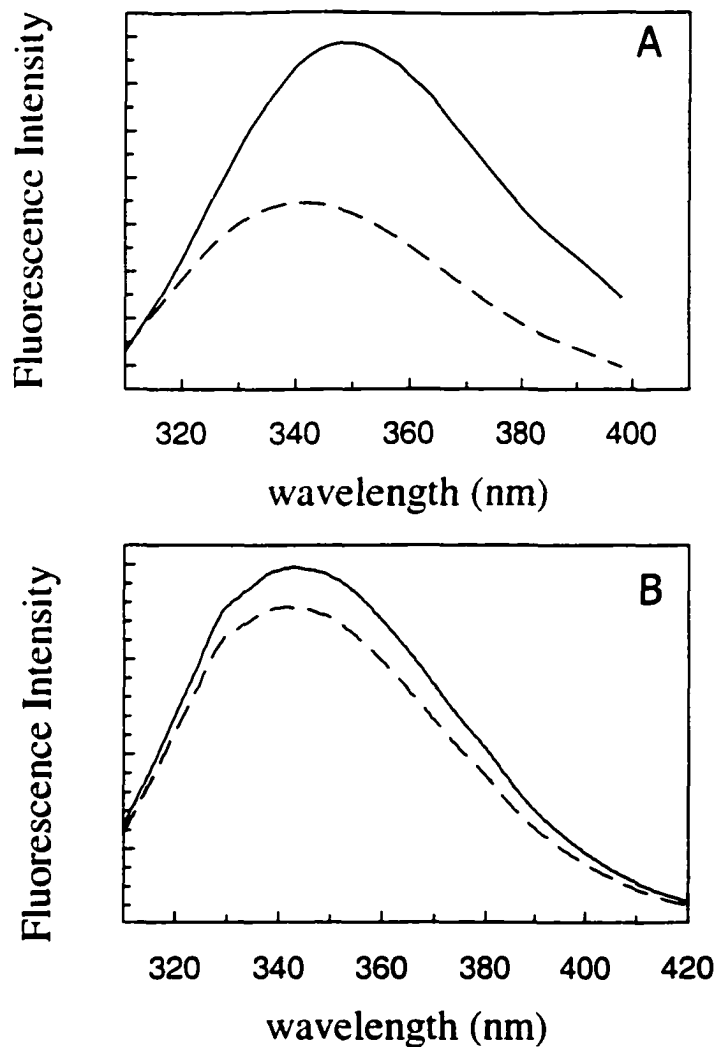 A
Fluorescence Intensity
320 340 360 380 400
wavelength (nm)
B
Fluorescence Intensity
320 340 360 380 400 420
wavelength (nm)